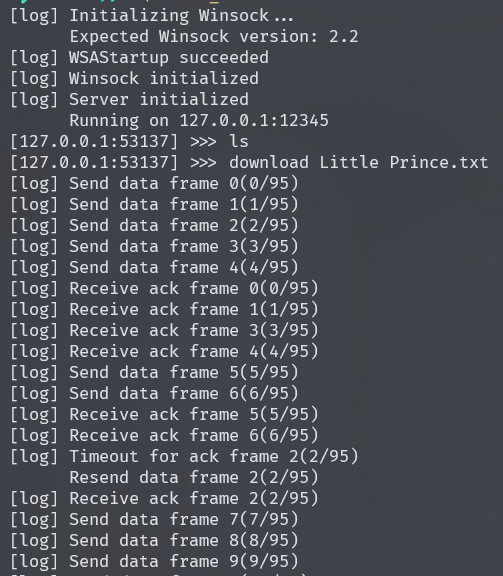 [log] Initializing Winsock...
Expected Winsock version: 2.2
[log] WSAStartup succeeded
[log] Winsock initialized
[log] Server initialized
Running on 127.0.0.1:12345
[127.0.0.1:53137] >>> ls
[127.0.0.1:53137] >>> download Little Prince.txt
[log] Send data frame 0(0/95)
[log] Send data frame 1(1/95)
[log] Send data frame 2(2/95)
[log] Send data frame 3(3/95)
[log] Send data frame 4(4/95)
[log] Receive ack frame 0(0/95)
[log] Receive ack frame 1(1/95)
[log] Receive ack frame 3(3/95)
[log] Receive ack frame 4(4/95)
[log] Send data frame 5(5/95)
[log] Send data frame 6(6/95)
[log] Receive ack frame 5(5/95)
[log] Receive ack frame 6(6/95)
[log] Timeout for ack frame 2(2/95)
Resend data frame 2(2/95)
[log] Receive ack frame 2(2/95)
[log] Send data frame 7(7/95)
[log] Send data frame 8(8/95)
[log] Send data frame 9(9/95)